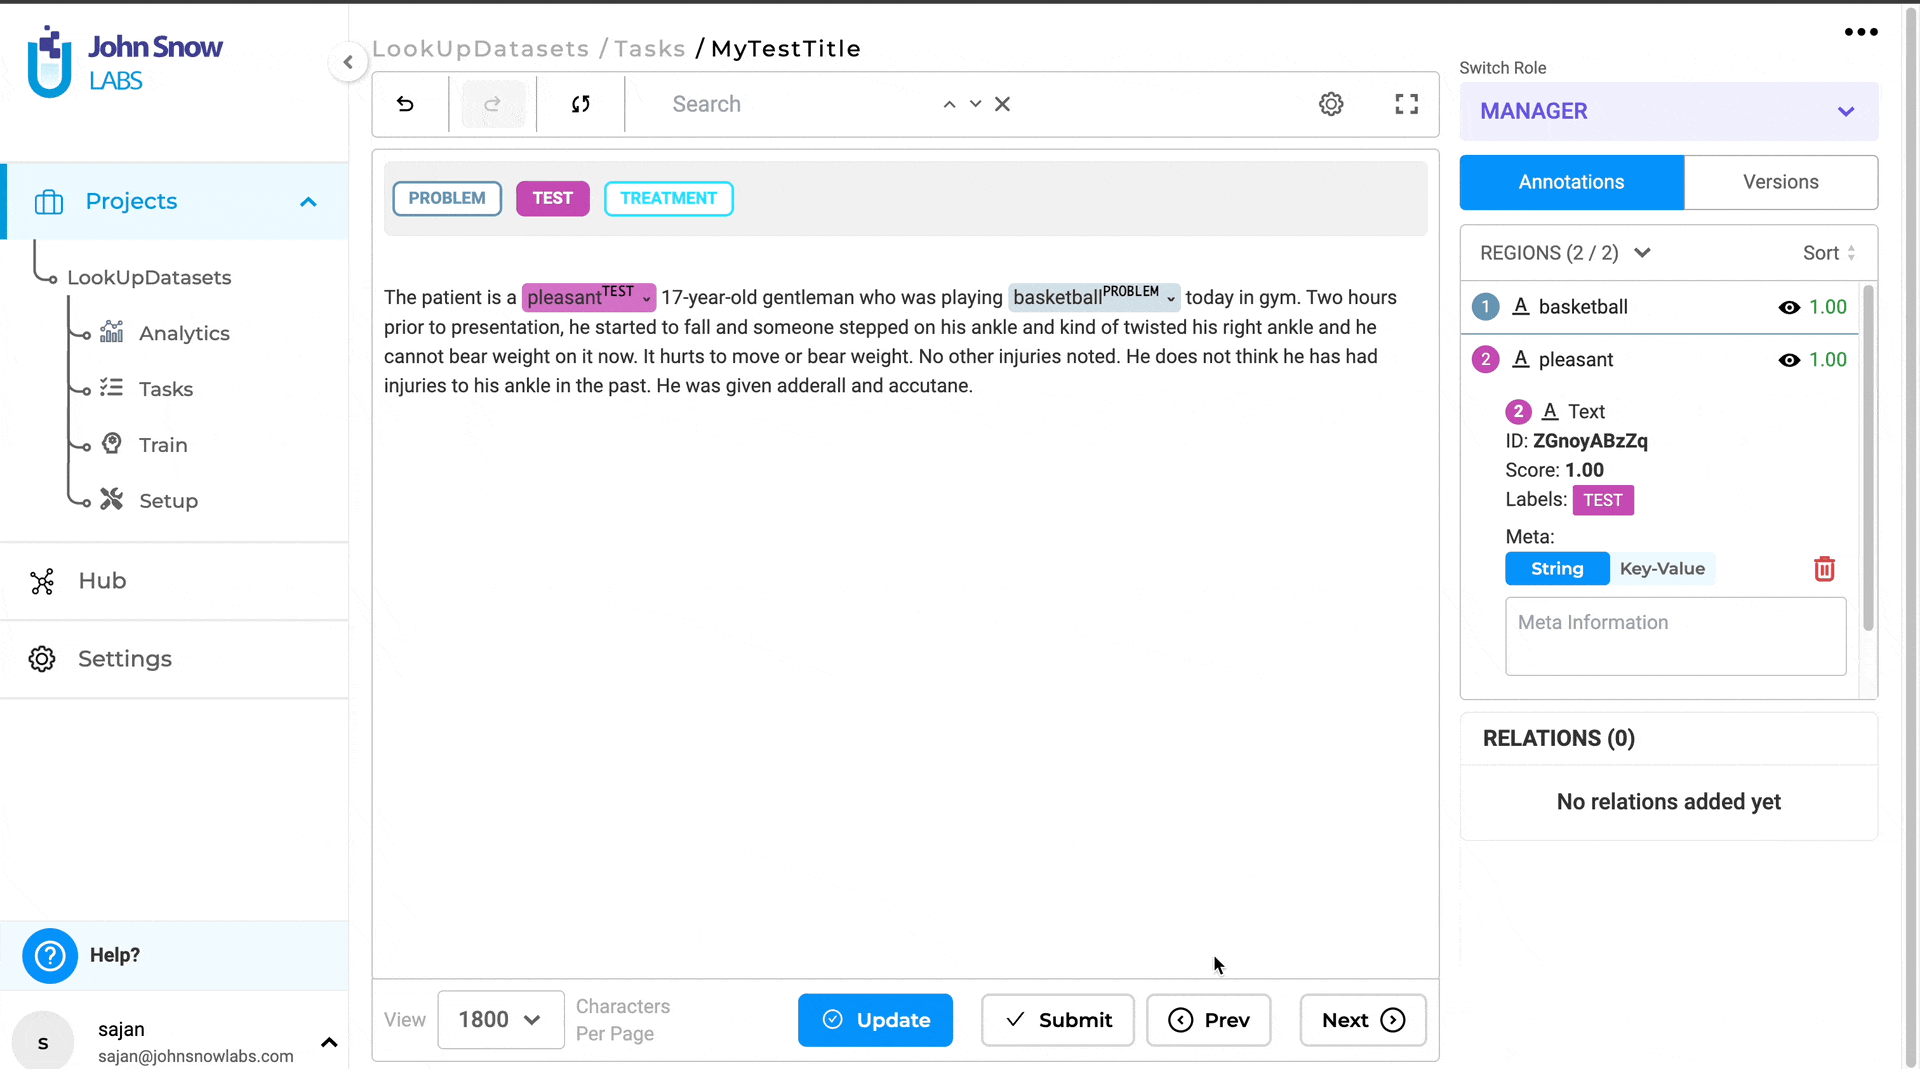 John Snow
LABS
Projects
LookUpDatasets
Analytics
Tasks
Train
Setup
Hub
Settings
Help?
s
sajan
sajan@johnsnowlabs.com
LookUpDatasets / Tasks / MyTestTitle
Search
PROBLEM TEST TREATMENT
The patient is a pleasant TEST 17-year-old gentleman who was playing basketball PROBLEM today in gym. Two hours
prior to presentation, he started to fall and someone stepped on his ankle and kind of twisted his right ankle and he
cannot bear weight on it now. It hurts to move or bear weight. No other injuries noted. He does not think he has had
injuries to his ankle in the past. He was given adderall and accutane.
View 1800 Characters
Per Page
Update Submit Prev Next
Switch Role
MANAGER
Annotations Versions
REGIONS (2 / 2) Sort
1 A basketball 1.00
2 A pleasant 1.00
2 A Text
ID: ZGnoyABzZq
Score: 1.00
Labels: TEST
Meta:
String Key-Value
Meta Information
RELATIONS (0)
No relations added yet